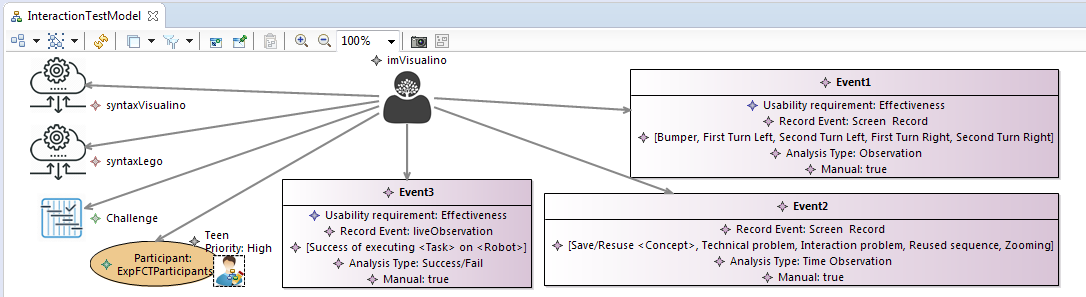 InteractionTestModel
100%
imVisualino
syntaxVisualino
syntaxLego
Challenge
Teen
Priority: High
Participant:
ExpFCTParticipants
Event3
Usability requirement: Effectiveness
Record Event: liveObservation
[Success of executing <Task> on <Robot>]
Analysis Type: Success/Fail
Manual: true
Event1
Usability requirement: Effectiveness
Record Event: Screen Record
[Bumper, First Turn Left, Second Turn Left, First Turn Right, Second Turn Right]
Analysis Type: Observation
Manual: true
Event2
Record Event: Screen Record
[Save/Resuse <Concept>, Technical problem, Interaction problem, Reused sequence, Zooming]
Analysis Type: Time Observation
Manual: true